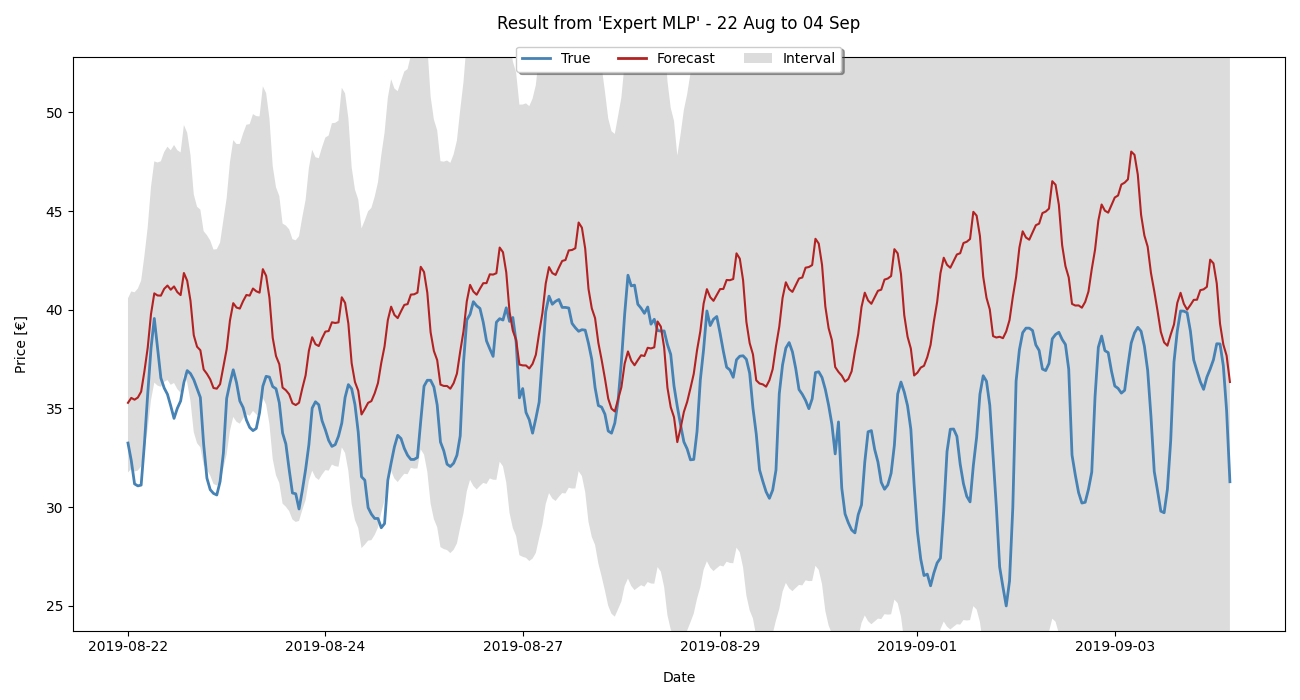 Result from 'Expert MLP' - 22 Aug to 04 Sep
True Forecast Interval
Price [€]
50
45
40
35
30
25
2019-08-22 2019-08-24 2019-08-27 2019-08-29 2019-09-01 2019-09-03
Date